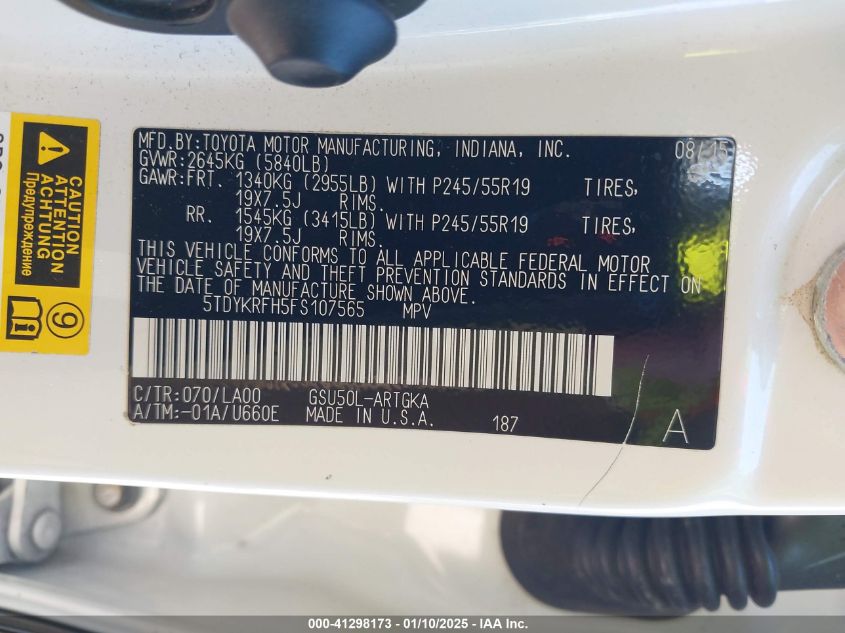 MFD.BY:TOYOTA MOTOR MANUFACTURING, INDIANA, INC. 08/15
GVWR:2645KG (5840LB)
GAWR:FRT. 1340KG (2955LB) WITH P245/55R19 TIRES,
19X7.5J RIMS.
RR. 1545KG (3415LB) WITH P245/55R19 TIRES,
19X7.5J RIMS.
THIS VEHICLE CONFORMS TO ALL APPLICABLE FEDERAL MOTOR
VEHICLE SAFETY AND THEFT PREVENTION STANDARDS IN EFFECT ON
THE DATE OF MANUFACTURE SHOWN ABOVE.
5TDYKRFH5FS107565 MPV
C/TR:070/LA00 GSU50L-ARTGKA
A/TM:-01A/U660E MADE IN U.S.A. 187 A
CAUTION
ACHTUNG
Предупреждение
9
000-41298173 — 01/10/2025 — IAA Inc.